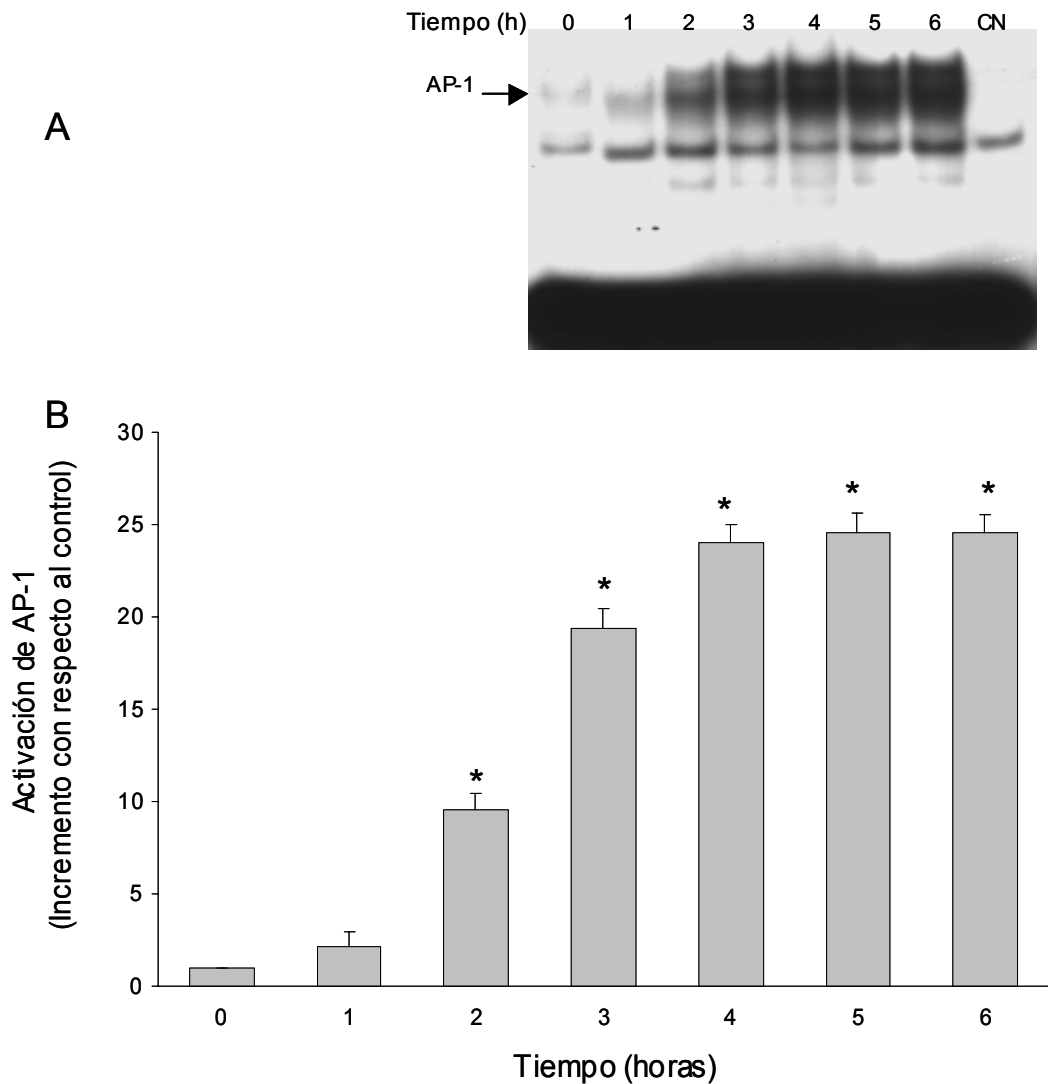 Tiempo (h) 0 1 2 3 4 5 6 CN
AP-1
A
B
Activación de AP-1
(Incremento con respecto al control)
30
25
20
15
10
5
0
* * * * *
0 1 2 3 4 5 6
Tiempo (horas)